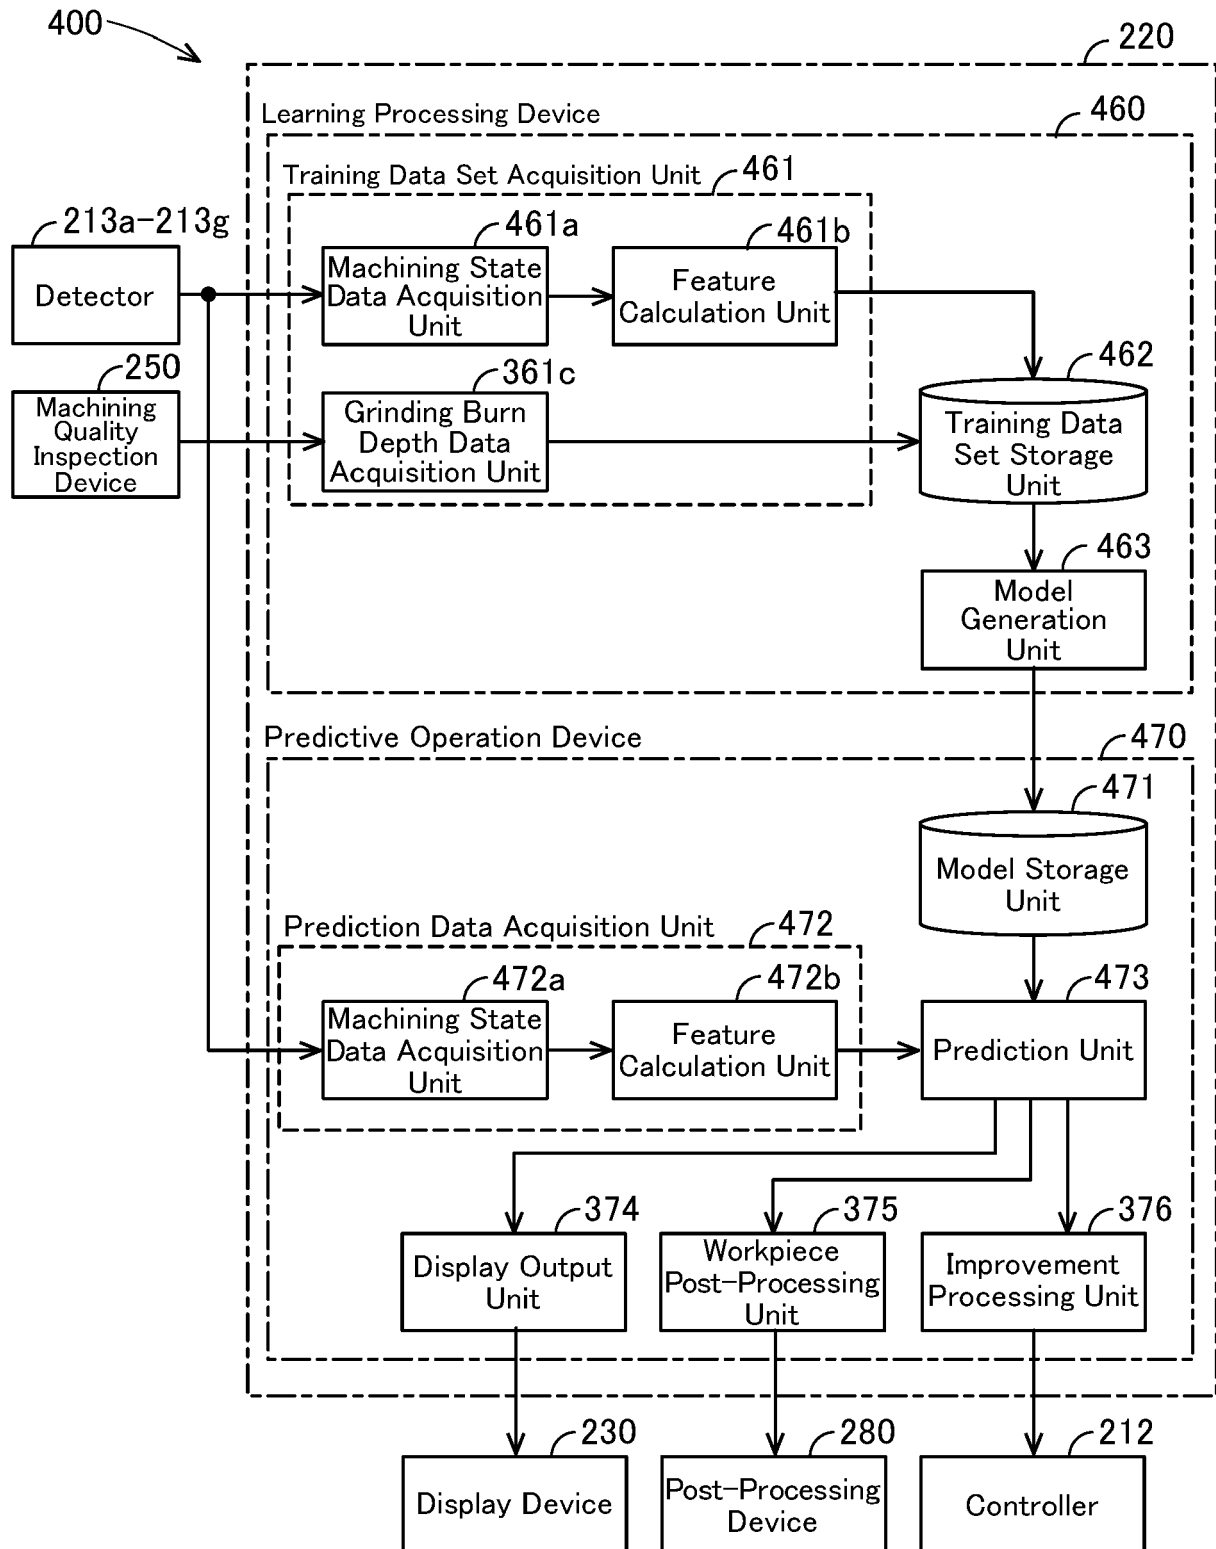 400
220
Learning Processing Device
460
Training Data Set Acquisition Unit
461
213a-213g
461a
461b
Detector
Machining State
Data Acquisition
Unit
Feature
Calculation Unit
250
361c
462
Machining
Quality
Inspection
Device
Grinding Burn
Depth Data
Acquisition Unit
Training Data
Set Storage
Unit
463
Model
Generation
Unit
Predictive Operation Device
470
471
Model Storage
Unit
Prediction Data Acquisition Unit
472
472a
472b
473
Machining State
Data Acquisition
Unit
Feature
Calculation Unit
Prediction Unit
374
375
376
Display Output
Unit
Workpiece
Post-Processing
Unit
Improvement
Processing Unit
230
280
212
Display Device
Post-Processing
Device
Controller